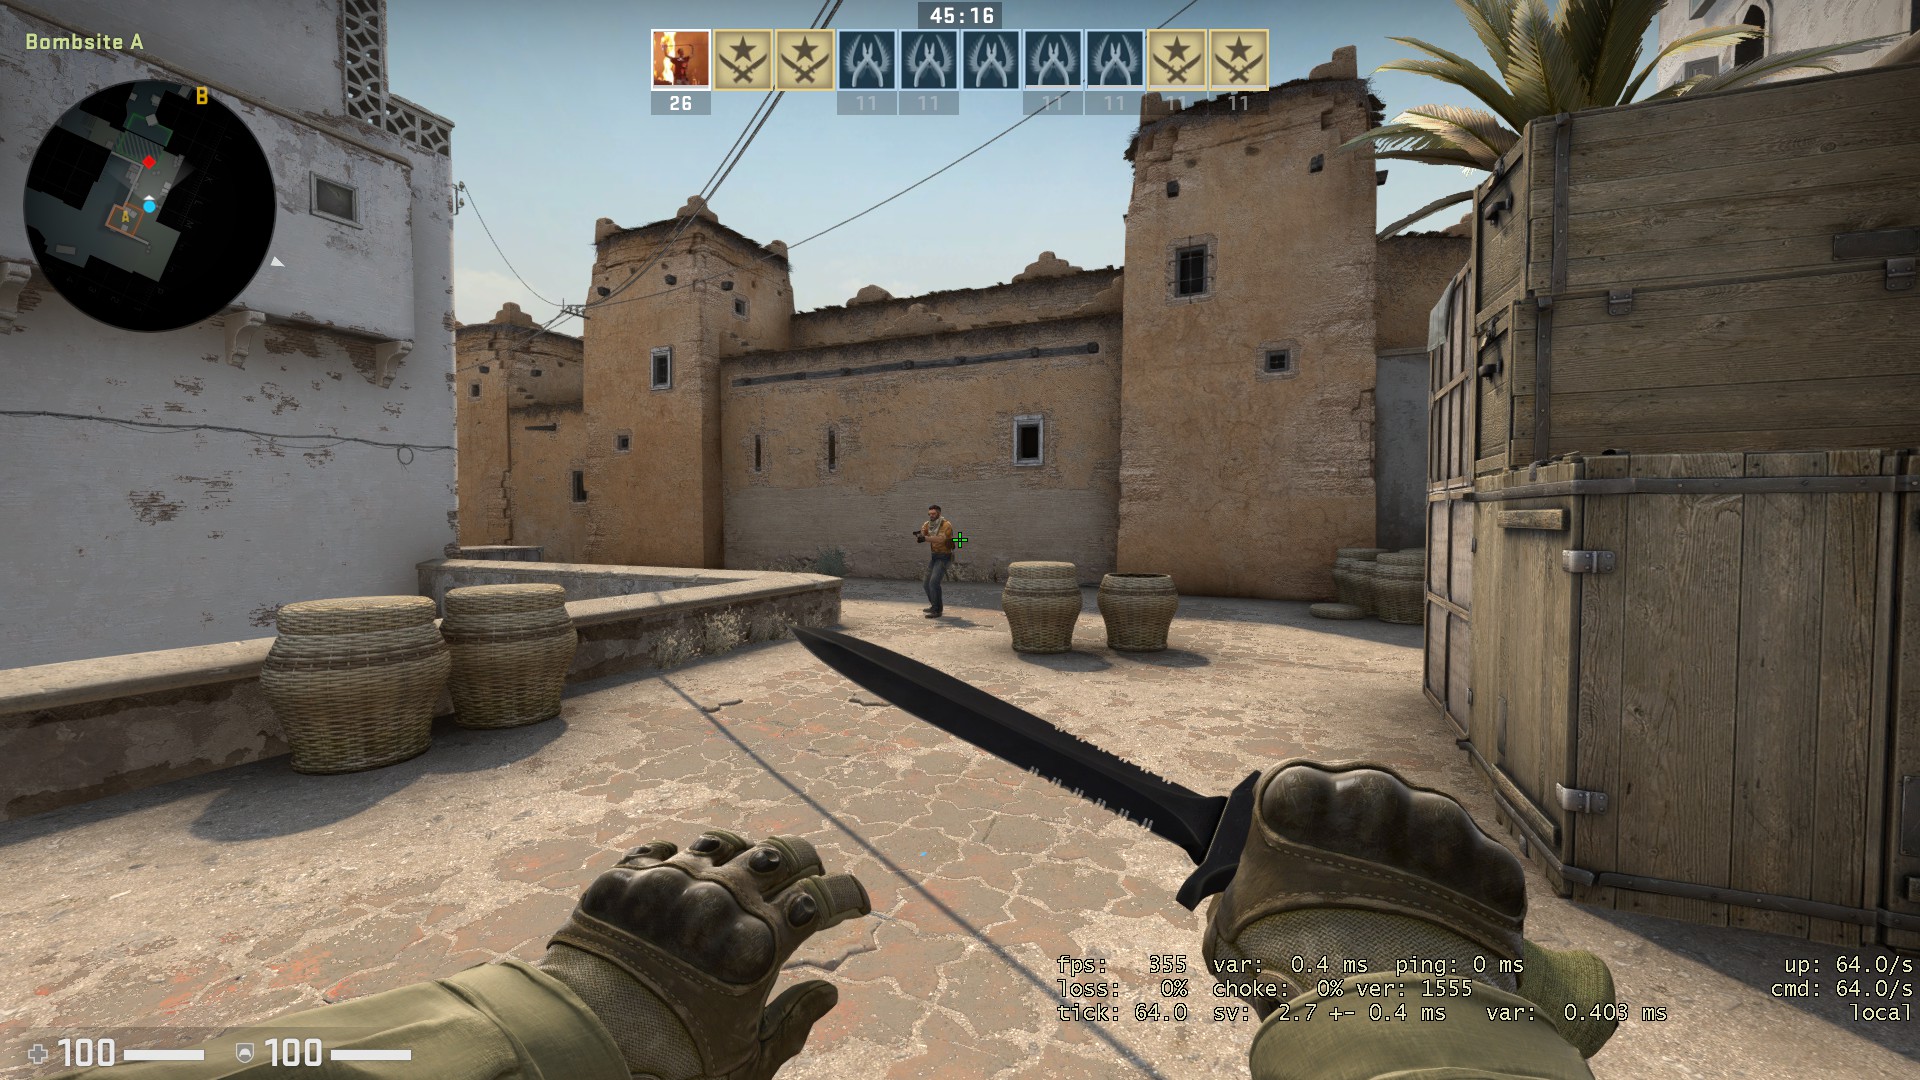 45:16
Bombsite A
B
A
26 11 11 11 11 11 11
fps: 355 var: 0.4 ms ping: 0 ms
loss: 0% choke: 0% ver: 1555
tick: 64.0 sv: 2.7 +- 0.4 ms var: 0.403 ms
up: 64.0/s
cmd: 64.0/s
local
100 100